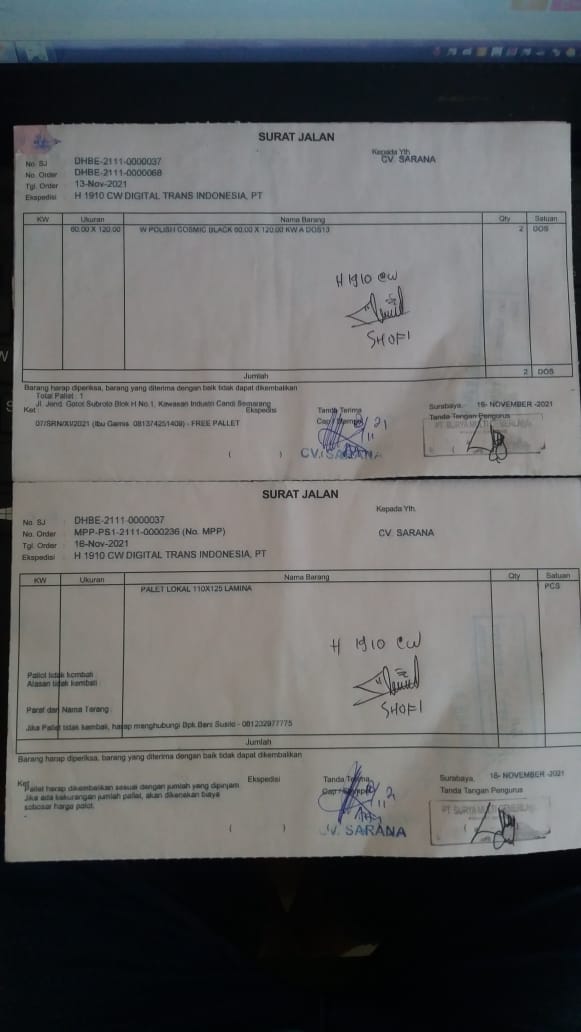 SURAT JALAN
No. SJ DHBE-2111-0000037
No. Order DHBE-2111-0000068
Tgl. Order 13-Nov-2021
Ekspedisi H 1910 CW DIGITAL TRANS INDONESIA, PT
Kepada Yth.
CV. SARANA
KW Ukuran Nama Barang Qty Satuan
60.00 X 120.00 W POLISH COSMIC BLACK 60.00 X 120.00 KW A DOS13 2 DOS
H 1910 CW
SHOFI
Jumlah 2 DOS
Barang harap diperiksa, barang yang diterima dengan baik tidak dapat dikembalikan
Total Pallet : 1
Jl. Jend. Gatot Subroto Blok H No.1, Kawasan Industri Candi Semarang
Ket :
07/SRN/XI/2021 (Ibu Garnis 081374251408) - FREE PALLET
Ekspedisi
( )
Tanda Terima
CV. SARANA
Surabaya, 16- NOVEMBER -2021
Tanda Tangan Pengurus
SURAT JALAN
No. SJ : DHBE-2111-0000037
No. Order : MPP-PS1-2111-0000236 (No. MPP)
Tgl. Order : 16-Nov-2021
Ekspedisi : H 1910 CW DIGITAL TRANS INDONESIA, PT
Kepada Yth.
CV. SARANA
KW Ukuran Nama Barang Qty Satuan
PALET LOKAL 110X125 LAMINA PCS
H 1910 CW
SHOFI
Pallet tidak kembali
Alasan tidak kembali :
Paraf dan Nama Terang :
Jika Pallet tidak kembali, harap menghubungi Bpk Beni Susilo - 081232977775
Jumlah
Barang harap diperiksa, barang yang diterima dengan baik tidak dapat dikembalikan
Ket :
Pallet harap dikembalikan sesuai dengan jumlah yang dipinjam
Jika ada kekurangan jumlah pallet, akan dikenakan biaya
sebesar harga palet.
Ekspedisi
( )
Tanda Terima
CV. SARANA
Surabaya, 16- NOVEMBER -2021
Tanda Tangan Pengurus